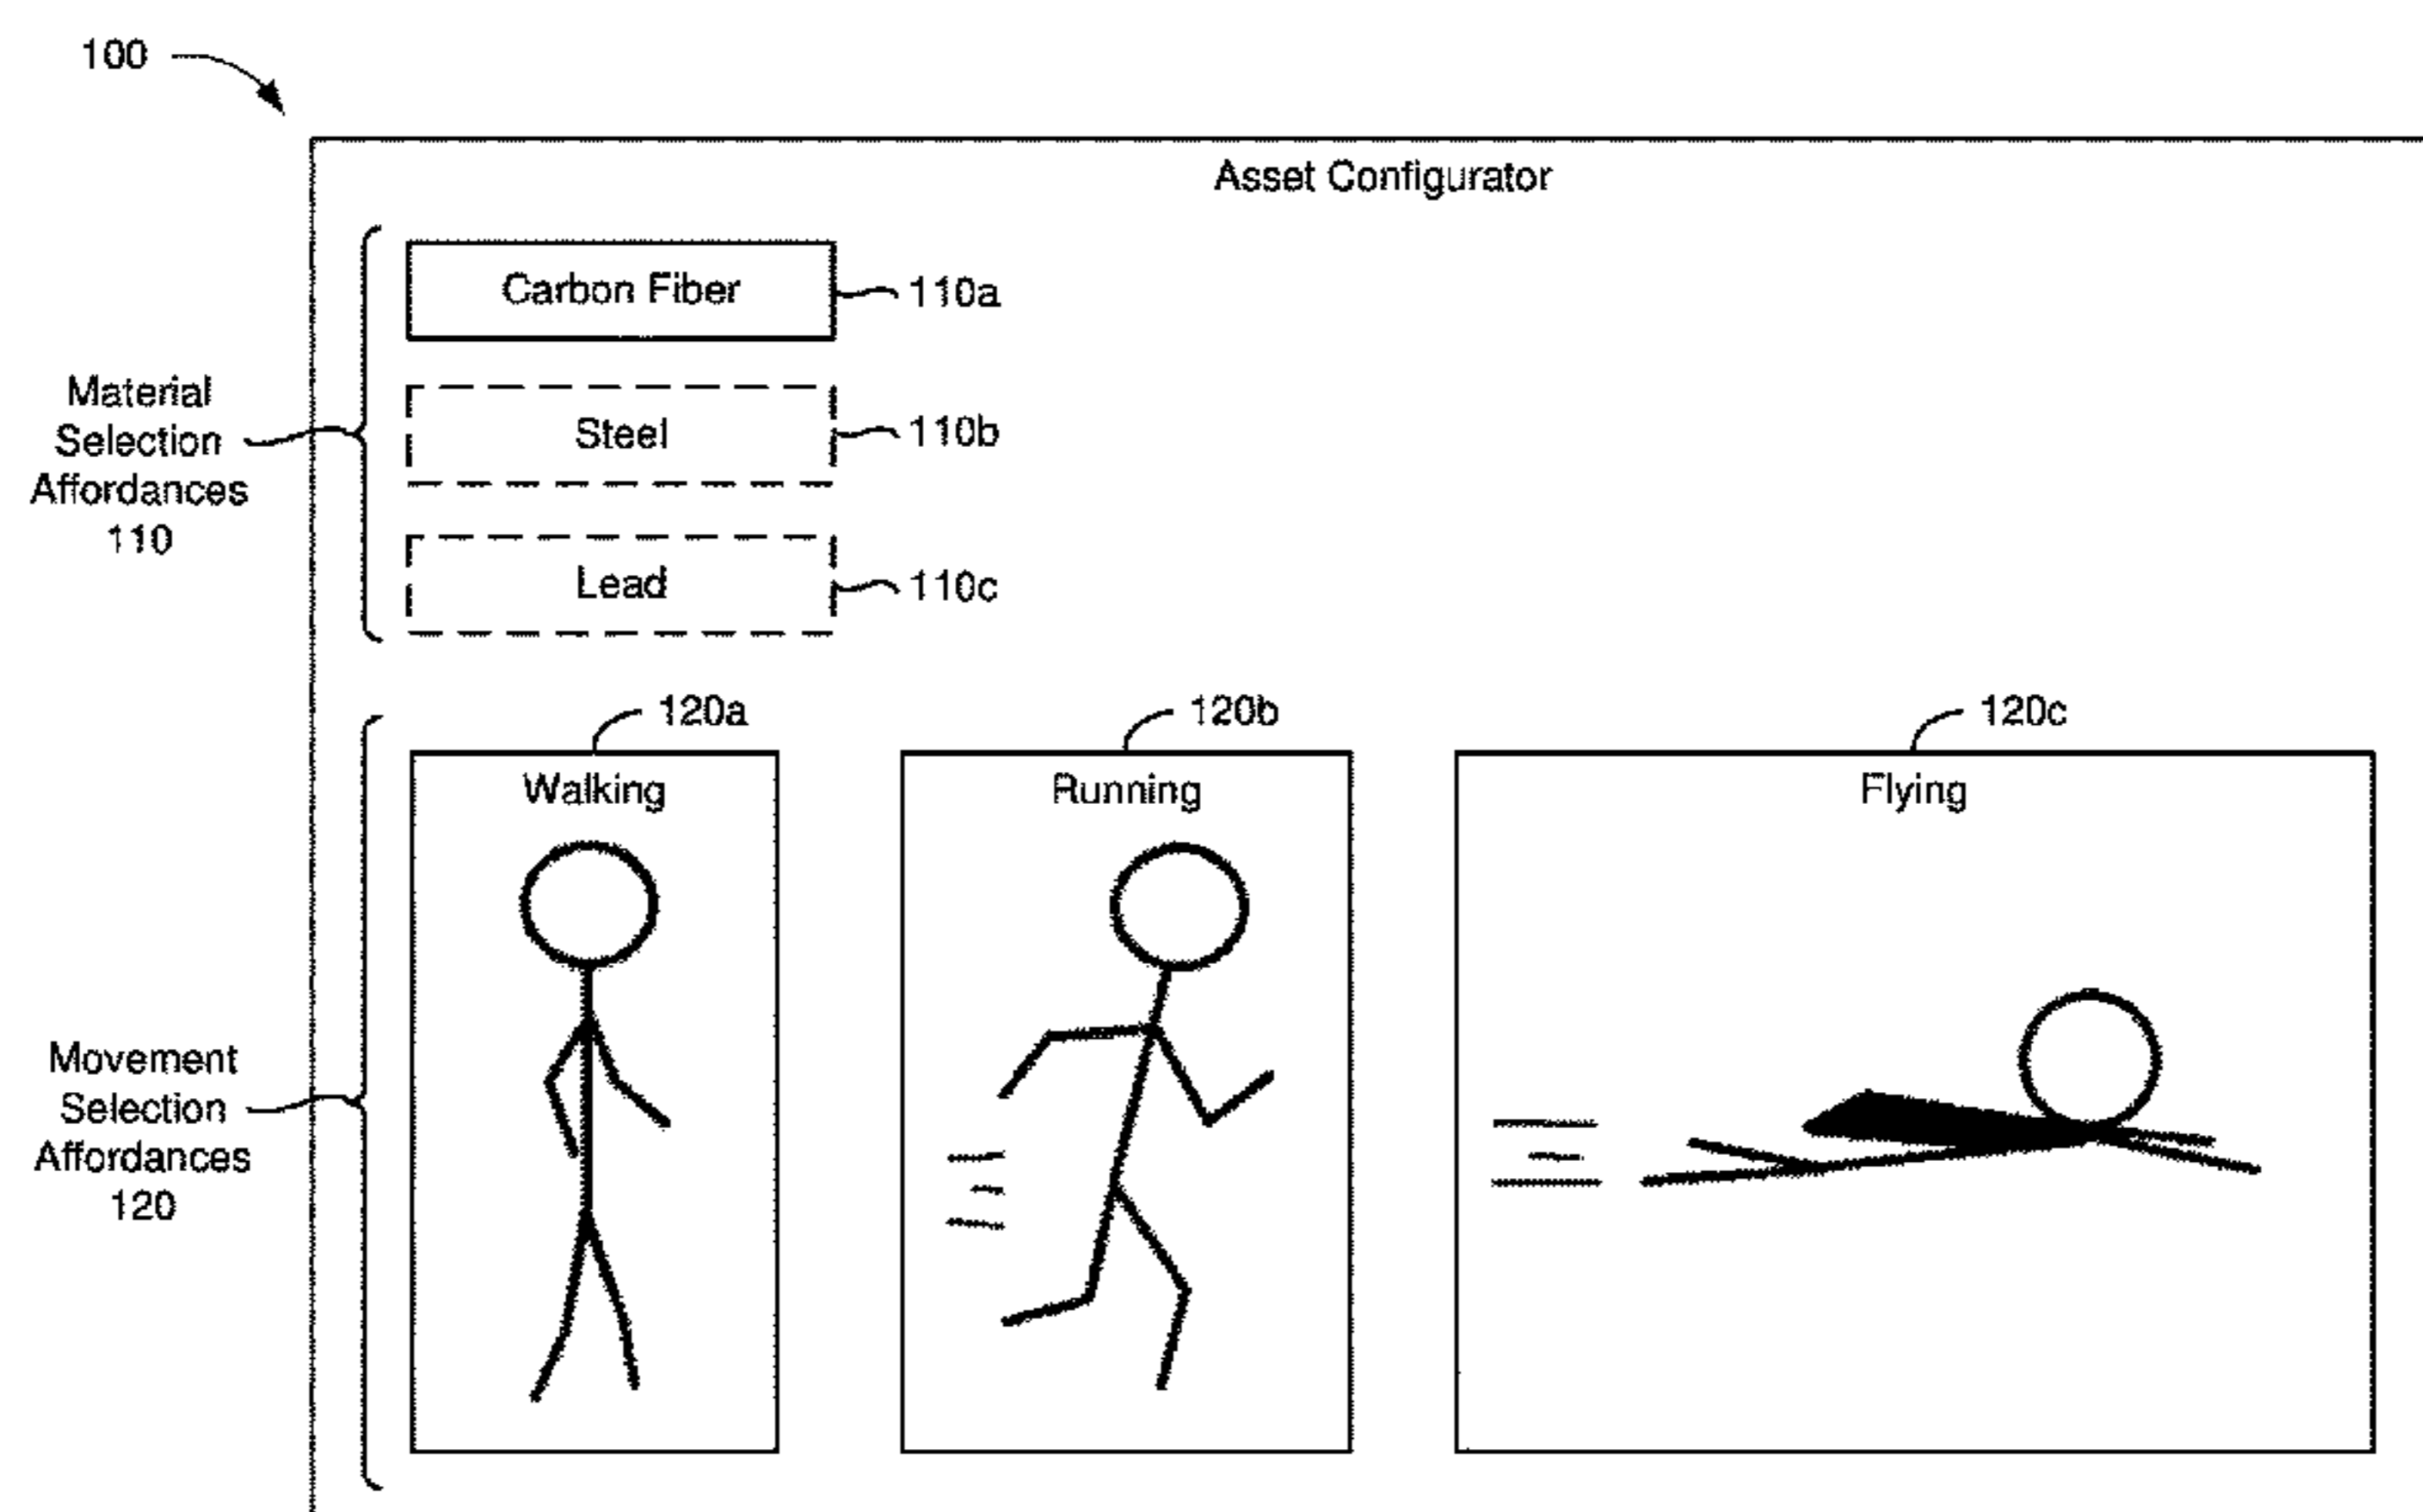 100
Asset Configurator
Carbon Fiber
110a
Material
Selection
Affordances
110
Steel
110b
Lead
110c
120a
120b
120c
Walking
Running
Flying
Movement
Selection
Affordances
120